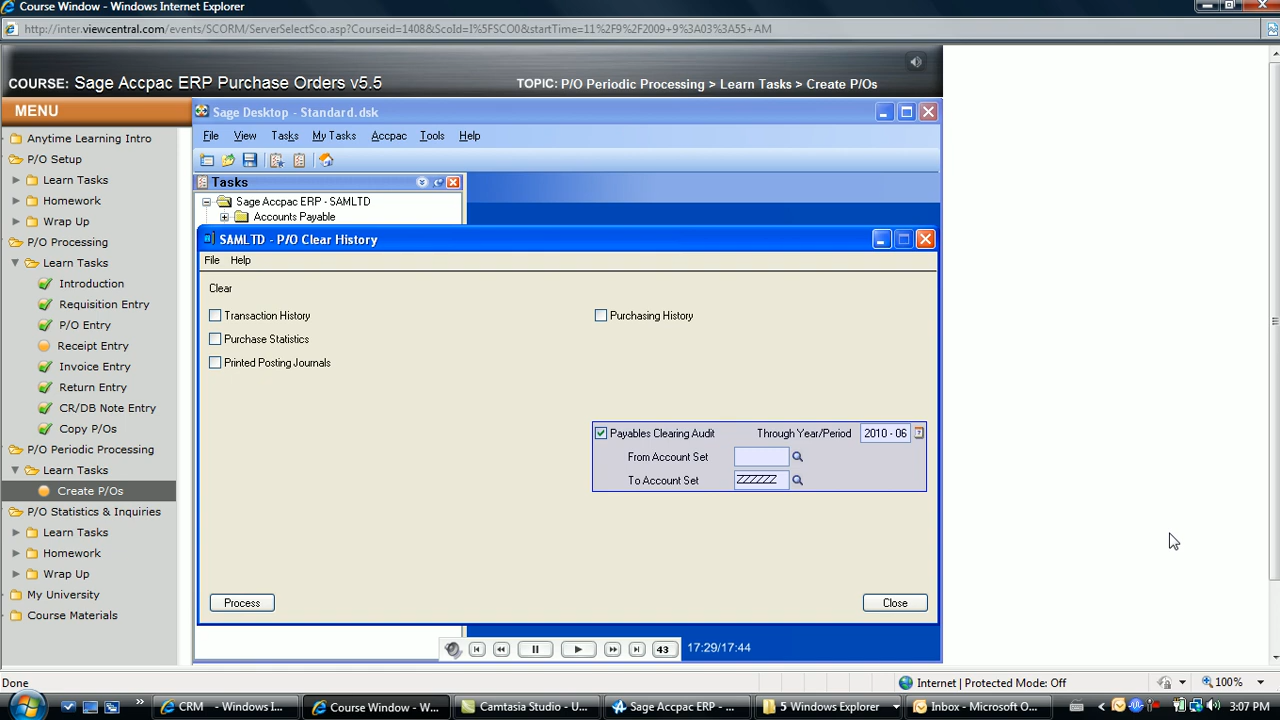 Course Window - Windows Internet Explorer
http://inter.viewcentral.com/events/SCORM/ServerSelectSco.asp?Courseid=1408&ScoId=I%5FSCO0&startTime=11%2F9%2F2009+9%3A03%3A55+AM
COURSE: Sage Accpac ERP Purchase Orders v5.5
TOPIC: P/O Periodic Processing > Learn Tasks > Create P/Os
MENU
Anytime Learning Intro
P/O Setup
Learn Tasks
Homework
Wrap Up
P/O Processing
Learn Tasks
Introduction
Requisition Entry
P/O Entry
Receipt Entry
Invoice Entry
Return Entry
CR/DB Note Entry
Copy P/Os
P/O Periodic Processing
Learn Tasks
Create P/Os
P/O Statistics & Inquiries
Learn Tasks
Homework
Wrap Up
My University
Course Materials
Sage Desktop - Standard.dsk
File View Tasks My Tasks Accpac Tools Help
Tasks
Sage Accpac ERP - SAMLTD
Accounts Payable
SAMLTD - P/O Clear History
File Help
Clear
Transaction History
Purchasing History
Purchase Statistics
Printed Posting Journals
Payables Clearing Audit Through Year/Period 2010 - 06
From Account Set
To Account Set ZZZZZZ
Process Close
43 17:29/17:44
Done Internet | Protected Mode: Off 100%
CRM - Windows I... Course Window - W... Camtasia Studio - U... Sage Accpac ERP - ... 5 Windows Explorer Inbox - Microsoft O... 3:07 PM